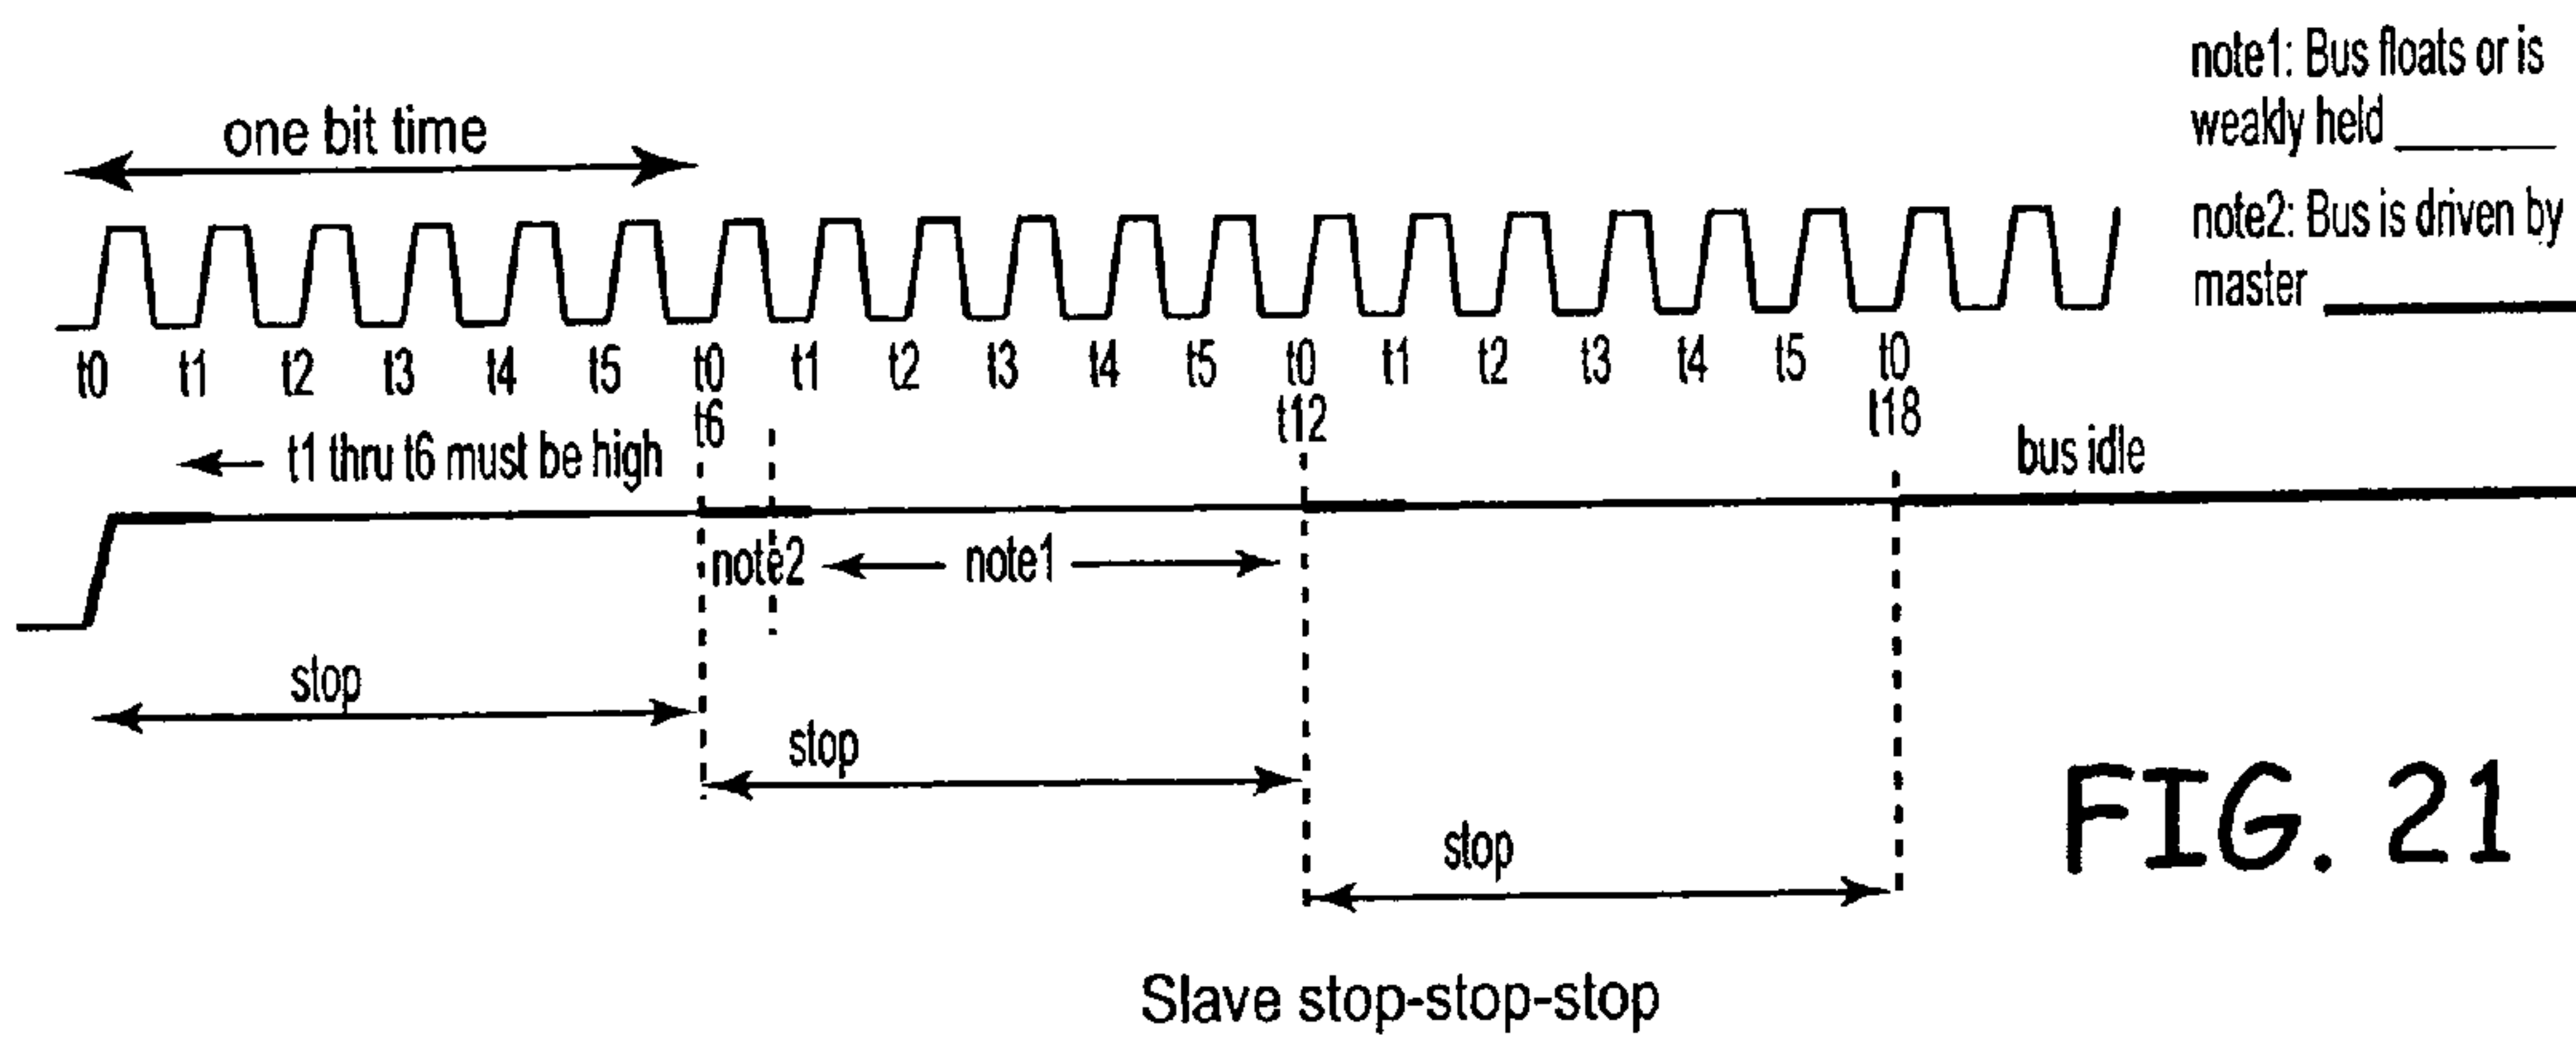 note1: Bus floats or is
weakly held
note2: Bus is driven by
master
one bit time
t0 t1 t2 t3 t4 t5 t0 t1 t2 t3 t4 t5 t0 t1 t2 t3 t4 t5 t0
t6 t12 t18
t1 thru t6 must be high
bus idle
note2 note1
stop
stop
stop
FIG. 21
Slave stop-stop-stop